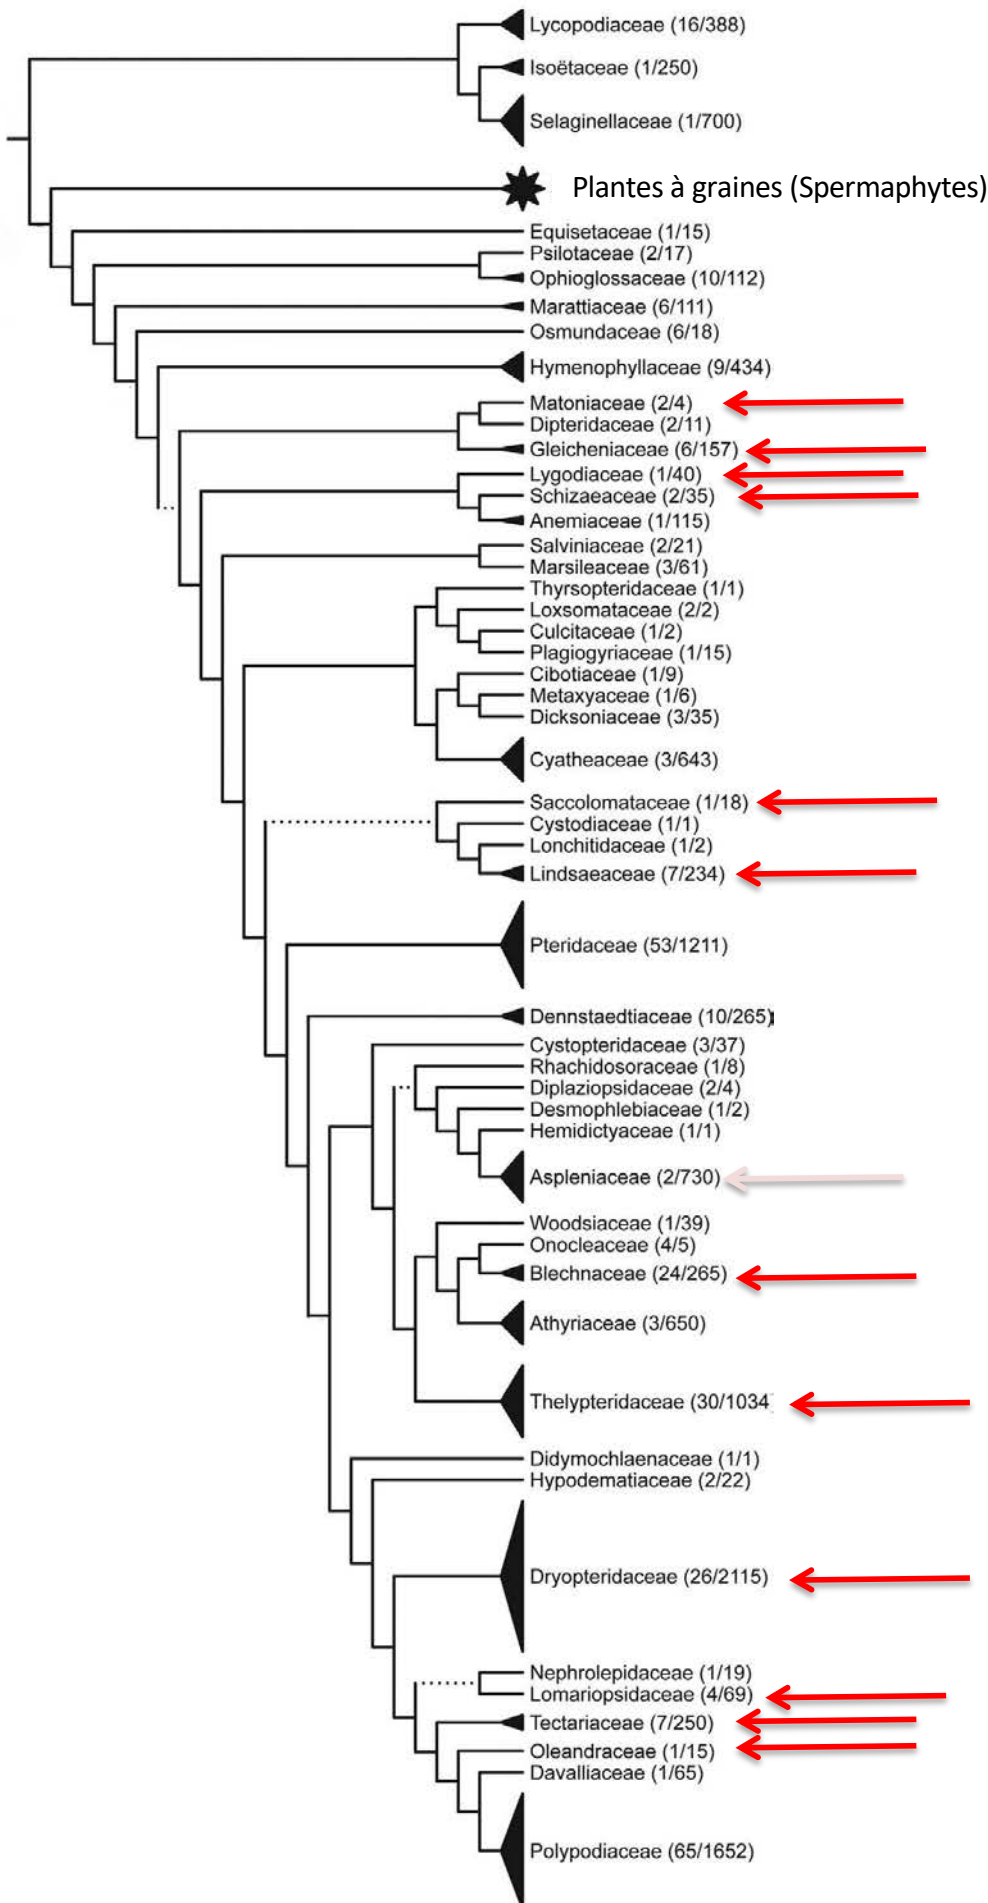 Lycopodiaceae (16/388)
Isoëtaceae (1/250)
Selaginellaceae (1/700)
Plantes à graines (Spermaphytes)
Equisetaceae (1/15)
Psilotaceae (2/17)
Ophioglossaceae (10/112)
Marattiaceae (6/111)
Osmundaceae (6/18)
Hymenophyllaceae (9/434)
Matoniaceae (2/4)
Dipteridaceae (2/11)
Gleicheniaceae (6/157)
Lygodiaceae (1/40)
Schizaeaceae (2/35)
Anemiaceae (1/115)
Salviniaceae (2/21)
Marsileaceae (3/61)
Thyrsopteridaceae (1/1)
Loxsomataceae (2/2)
Culcitaceae (1/2)
Plagiogyriaceae (1/15)
Cibotiaceae (1/9)
Metaxyaceae (1/6)
Dicksoniaceae (3/35)
Cyatheaceae (3/643)
Saccolomataceae (1/18)
Cystodiaceae (1/1)
Lonchitidaceae (1/2)
Lindsaeaceae (7/234)
Pteridaceae (53/1211)
Dennstaedtiaceae (10/265)
Cystopteridaceae (3/37)
Rhachidosoraceae (1/8)
Diplaziopsidaceae (2/4)
Desmophlebiaceae (1/2)
Hemidictyaceae (1/1)
Aspleniaceae (2/730)
Woodsiaceae (1/39)
Onocleaceae (4/5)
Blechnaceae (24/265)
Athyriaceae (3/650)
Thelypteridaceae (30/1034
Didymochlaenaceae (1/1)
Hypodematiaceae (2/22)
Dryopteridaceae (26/2115)
Nephrolepidaceae (1/19)
Lomariopsidaceae (4/69)
Tectariaceae (7/250)
Oleandraceae (1/15)
Davalliaceae (1/65)
Polypodiaceae (65/1652)